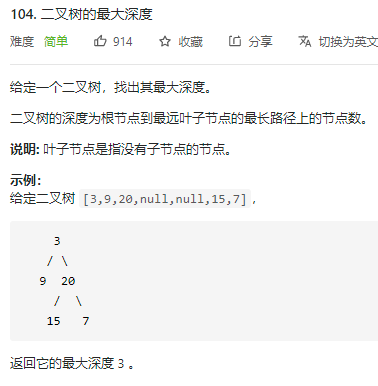 104. 二叉树的最大深度
难度 简单 914 收藏 分享 切换为英文
给定一个二叉树，找出其最大深度。
二叉树的深度为根节点到最远叶子节点的最长路径上的节点数。
说明: 叶子节点是指没有子节点的节点。
示例：
给定二叉树 [3,9,20,null,null,15,7]，
3
/ \
9 20
/ \
15 7
返回它的最大深度 3 。